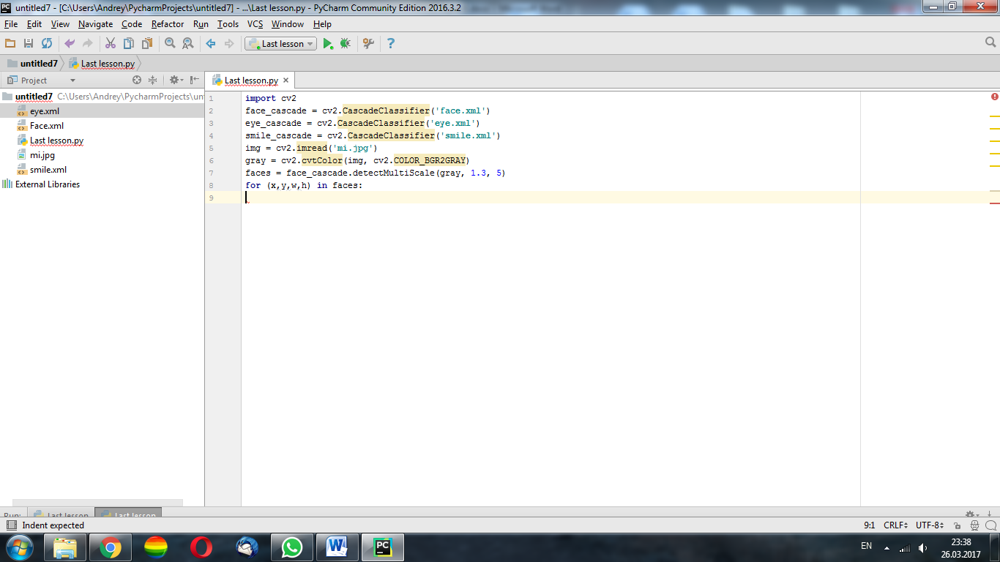 untitled7 - [C:\Users\Andrey\PycharmProjects\untitled7] - ...\Last lesson.py - PyCharm Community Edition 2016.3.2
File Edit View Navigate Code Refactor Run Tools VCS Window Help
Last lesson
untitled7 Last lesson.py
Project
Last lesson.py
untitled7 C:\Users\Andrey\PycharmProjects\un
eye.xml
Face.xml
Last lesson.py
mi.jpg
smile.xml
External Libraries
1 import cv2
2 face_cascade = cv2.CascadeClassifier('face.xml')
3 eye_cascade = cv2.CascadeClassifier('eye.xml')
4 smile_cascade = cv2.CascadeClassifier('smile.xml')
5 img = cv2.imread('mi.jpg')
6 gray = cv2.cvtColor(img, cv2.COLOR_BGR2GRAY)
7 faces = face_cascade.detectMultiScale(gray, 1.3, 5)
8 for (x,y,w,h) in faces:
9
Run: Last lesson Last lesson
Indent expected 9:1 CRLF UTF-8
EN 23:38
26.03.2017